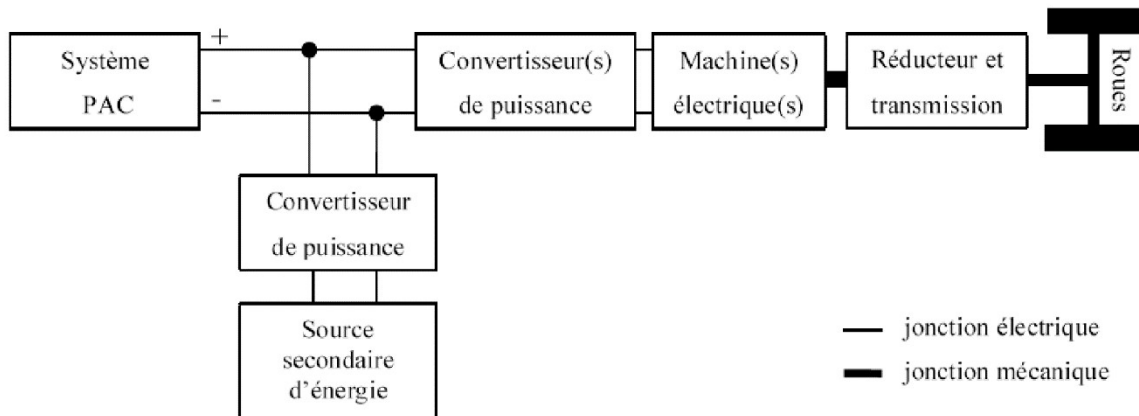 Système
PAC
+
-
Convertisseur(s)
de puissance
Machine(s)
électrique(s)
Réducteur et
transmission
Roues
Convertisseur
de puissance
Source
secondaire
d'énergie
jonction électrique
jonction mécanique